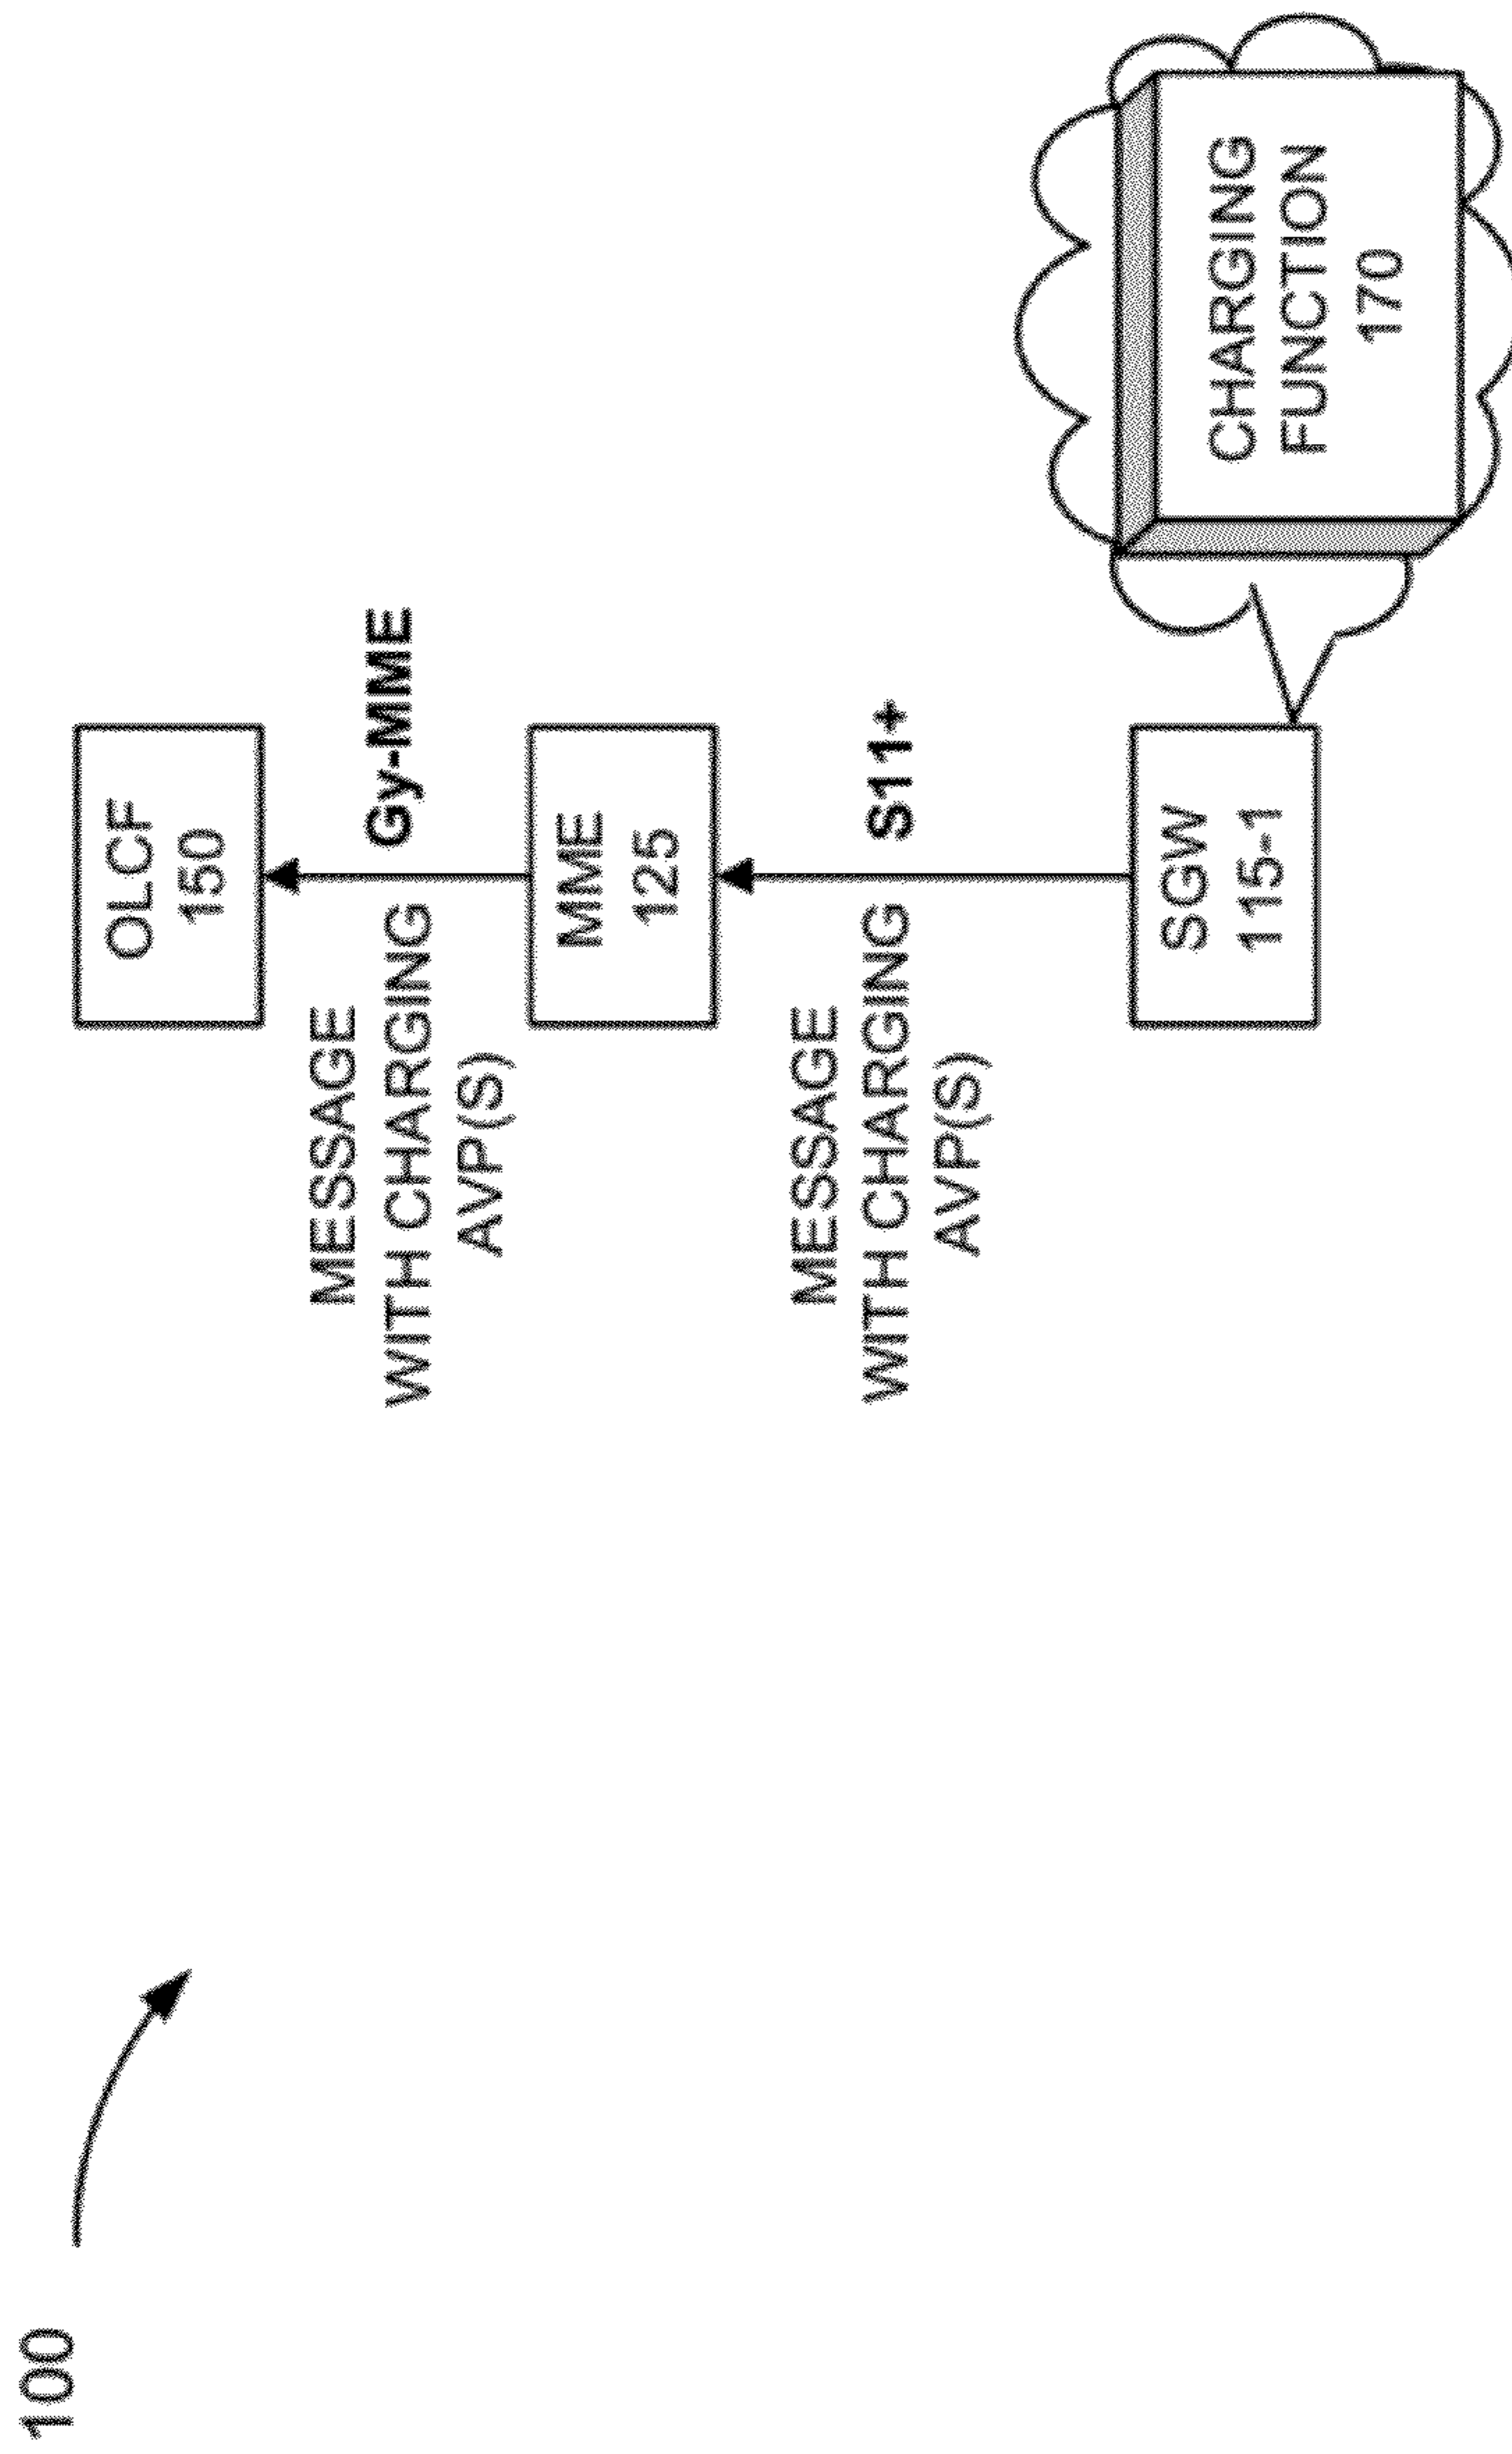 100
OLCF
150
MESSAGE
WITH CHARGING
AVP(S)
Gy-MME
MME
125
MESSAGE
WITH CHARGING
AVP(S)
S11+
SGW
115-1
CHARGING
FUNCTION
170